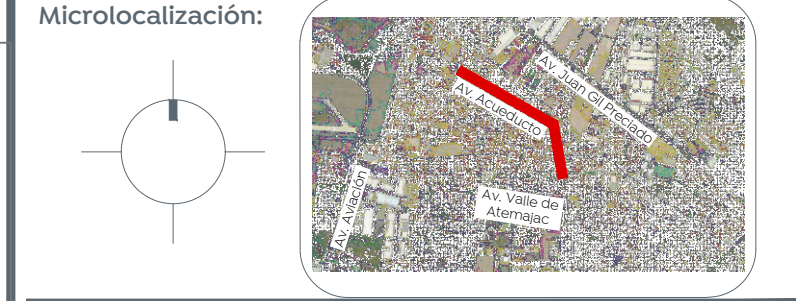 Microlocalización:
Av. Juan Gil Preciado
Av. Acueducto
Av. Aviación
Av. Valle de
Atemajac